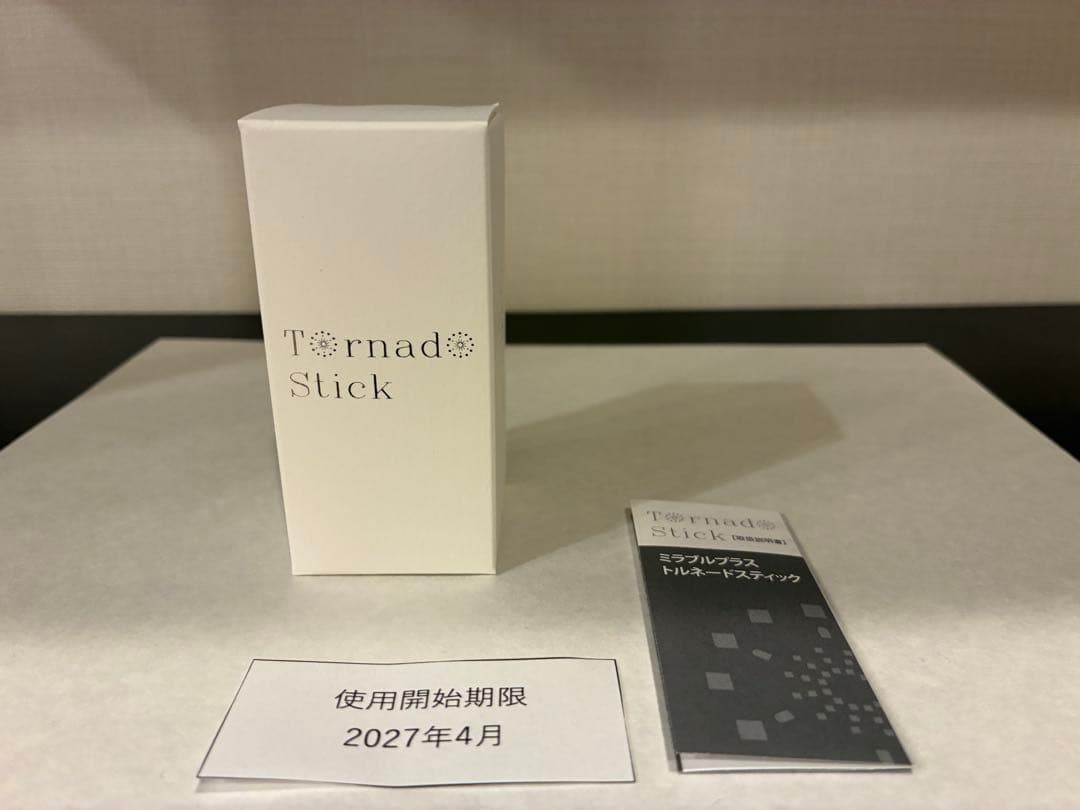 Tornado
Stick
Tornado
Stick【取扱説明書】
ミラブルプラス
トルネードスティック
使用開始期限
2027年4月